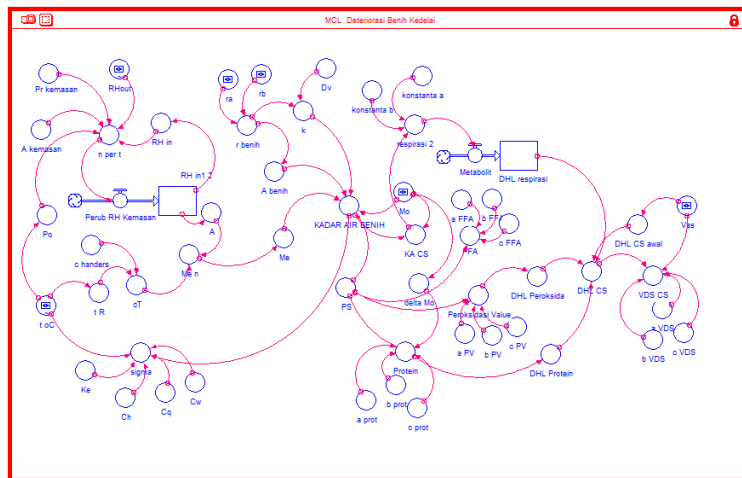 MCL Deteriorasi Benih Kedelai
Pr kemasan
RHout
ra
rb
Dv
konstanta a
konstanta b
A kemasan
n per t
RH in
r benih
k
respirasi 2
Metabolit
DHL respirasi
RH in1 2
A benih
Perub RH Kemasan
Po
A
KADAR AIR BENIH
Mo
a FFA
b FFA
c FFA
FA
KA CS
Vas
DHL CS awal
c handers
Me n
Me
t oC
t R
cT
PS
delta Mo
Peroksidasi Value
DHL Peroksida
DHL CS
VDS CS
a PV
b PV
c PV
a VDS
b VDS
c VDS
sigma
Ke
Ch
Cq
Cw
Protein
a prot
b prot
c prot
DHL Protein